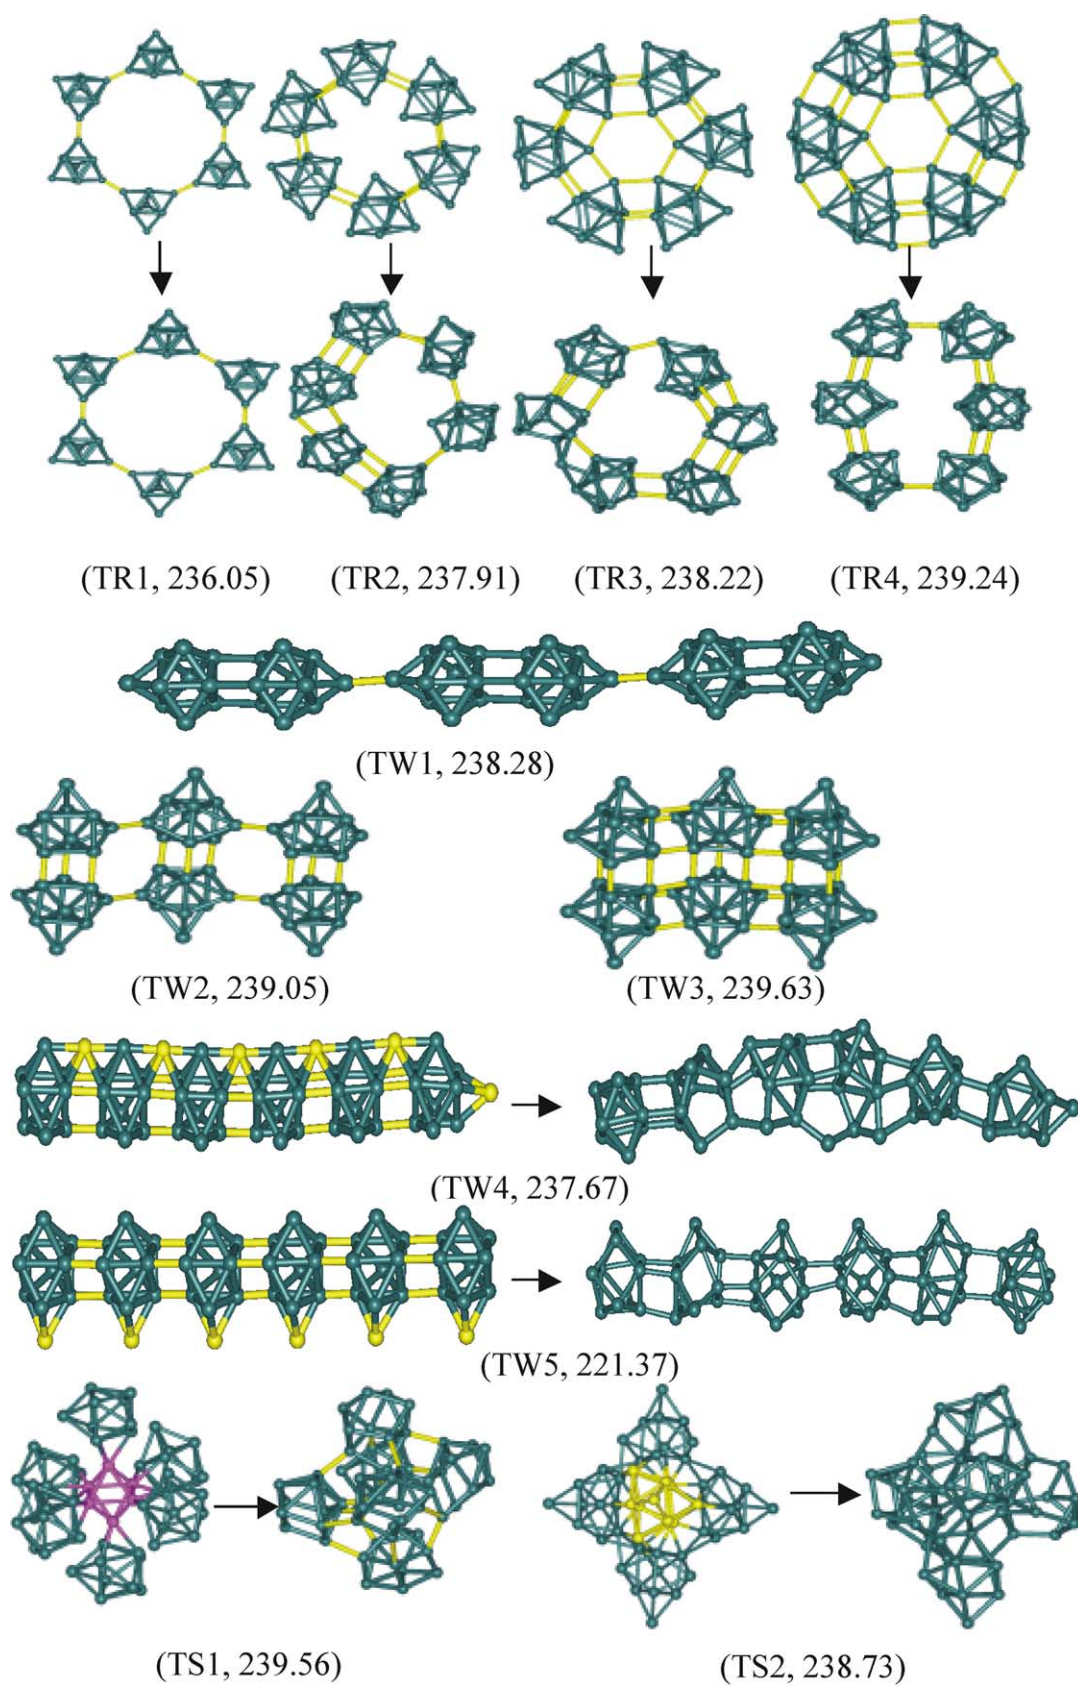 (TR1, 236.05) (TR2, 237.91) (TR3, 238.22) (TR4, 239.24)
(TW1, 238.28)
(TW2, 239.05) (TW3, 239.63)
(TW4, 237.67)
(TW5, 221.37)
(TS1, 239.56) (TS2, 238.73)